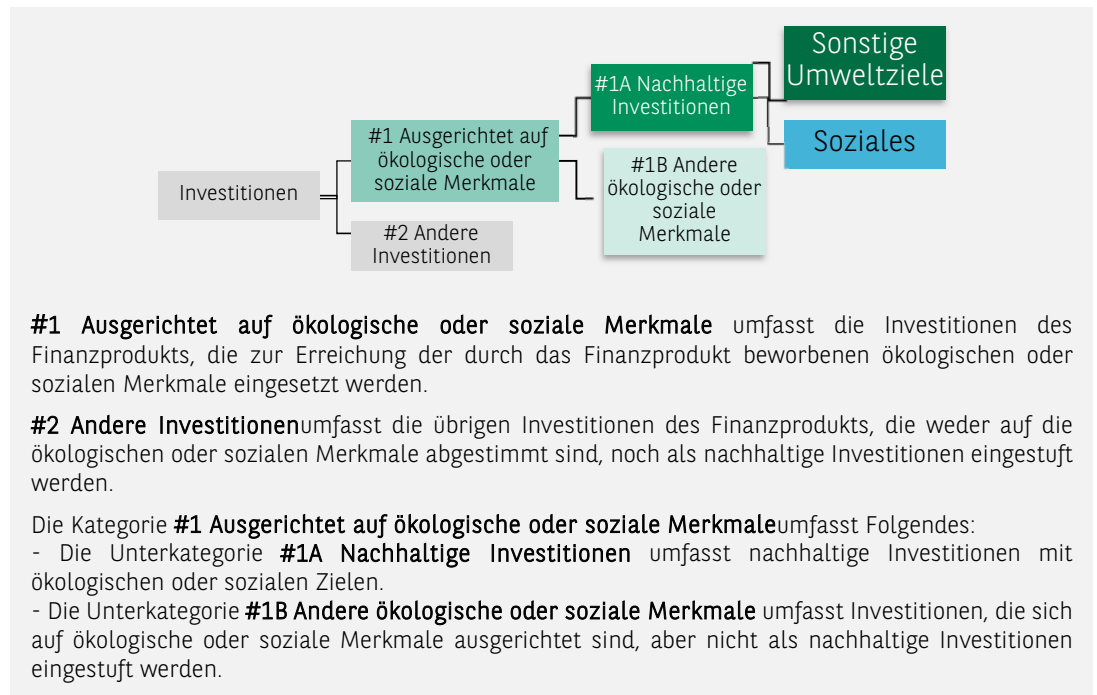 Sonstige
Umweltziele
#1A Nachhaltige
Investitionen
Soziales
#1 Ausgerichtet auf
ökologische oder
soziale Merkmale
#1B Andere
ökologische oder
soziale
Merkmale
Investitionen
#2 Andere
Investitionen
#1 Ausgerichtet auf ökologische oder soziale Merkmale umfasst die Investitionen des
Finanzprodukts, die zur Erreichung der durch das Finanzprodukt beworbenen ökologischen oder
sozialen Merkmale eingesetzt werden.
#2 Andere Investitionenumfasst die übrigen Investitionen des Finanzprodukts, die weder auf die
ökologischen oder sozialen Merkmale abgestimmt sind, noch als nachhaltige Investitionen eingestuft
werden.
Die Kategorie #1 Ausgerichtet auf ökologische oder soziale Merkmaleumfasst Folgendes:
- Die Unterkategorie #1A Nachhaltige Investitionen umfasst nachhaltige Investitionen mit
ökologischen oder sozialen Zielen.
- Die Unterkategorie #1B Andere ökologische oder soziale Merkmale umfasst Investitionen, die sich
auf ökologische oder soziale Merkmale ausgerichtet sind, aber nicht als nachhaltige Investitionen
eingestuft werden.